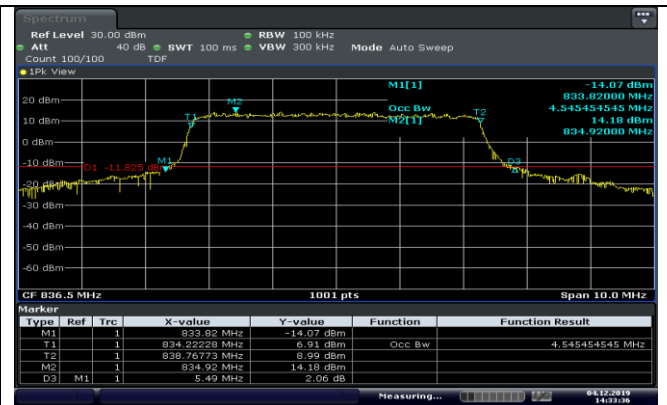 Spectrum
Ref Level 30.00 dBm RBW 100 kHz
Att 40 dB SWT 100 ms VBW 300 kHz Mode Auto Sweep
Count 100/100 TDF
1Pk View
M1[1] -14.07 dBm
833.82000 MHz
20 dBm
M2
Occ Bw 4.545454545 MHz
T1
M2[1] 14.18 dBm
T2
834.92000 MHz
0 dBm
-10 dBm
M1
D3
D1 -11.825 dBm
-20 dBm
-30 dBm
-40 dBm
-50 dBm
-60 dBm
CF 836.5 MHz 1001 pts Span 10.0 MHz
Marker
Type Ref Trc X-value Y-value Function Function Result
M1 1 833.82 MHz -14.07 dBm
T1 1 834.22228 MHz 6.91 dBm Occ Bw 4.545454545 MHz
T2 1 838.76773 MHz 8.99 dBm
M2 1 834.92 MHz 14.18 dBm
D3 M1 1 5.49 MHz 2.06 dB
Measuring... 04.12.2019
14:33:36